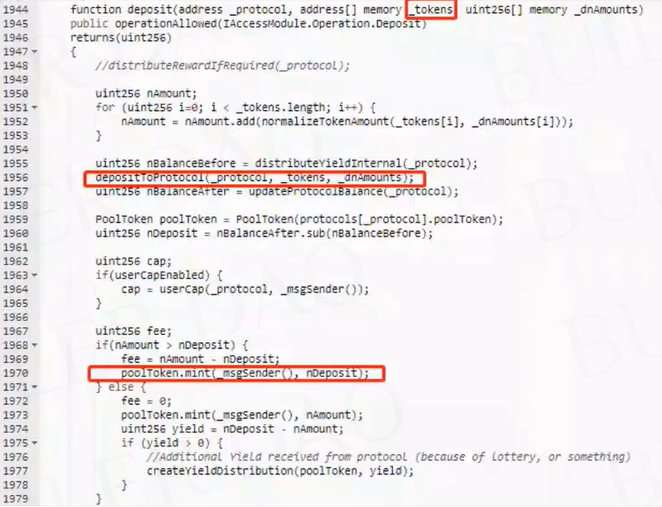 1944 function deposit(address _protocol, address[] memory _tokens, uint256[] memory _dnAmounts)
1945 public operationAllowed(IAccessModule.Operation.Deposit)
1946 returns(uint256)
1947 {
1948 //distributeRewardIfRequired(_protocol);
1949
1950 uint256 nAmount;
1951 for (uint256 i=0; i < _tokens.length; i++) {
1952 nAmount = nAmount.add(normalizeTokenAmount(_tokens[i], _dnAmounts[i]));
1953 }
1954
1955 uint256 nBalanceBefore = distributeYieldInternal(_protocol);
1956 depositToProtocol(_protocol, _tokens, _dnAmounts);
1957 uint256 nBalanceAfter = updateProtocolBalance(_protocol);
1958
1959 PoolToken poolToken = PoolToken(protocols[_protocol].poolToken);
1960 uint256 nDeposit = nBalanceAfter.sub(nBalanceBefore);
1961
1962 uint256 cap;
1963 if(userCapEnabled) {
1964 cap = userCap(_protocol, _msgSender());
1965 }
1966
1967 uint256 fee;
1968 if(nAmount > nDeposit) {
1969 fee = nAmount - nDeposit;
1970 poolToken.mint(_msgSender(), nDeposit);
1971 } else {
1972 fee = 0;
1973 poolToken.mint(_msgSender(), nAmount);
1974 uint256 yield = nDeposit - nAmount;
1975 if (yield > 0) {
1976 //Additional Yield received from protocol (because of lottery, or something)
1977 createYieldDistribution(poolToken, yield);
1978 }
1979 }